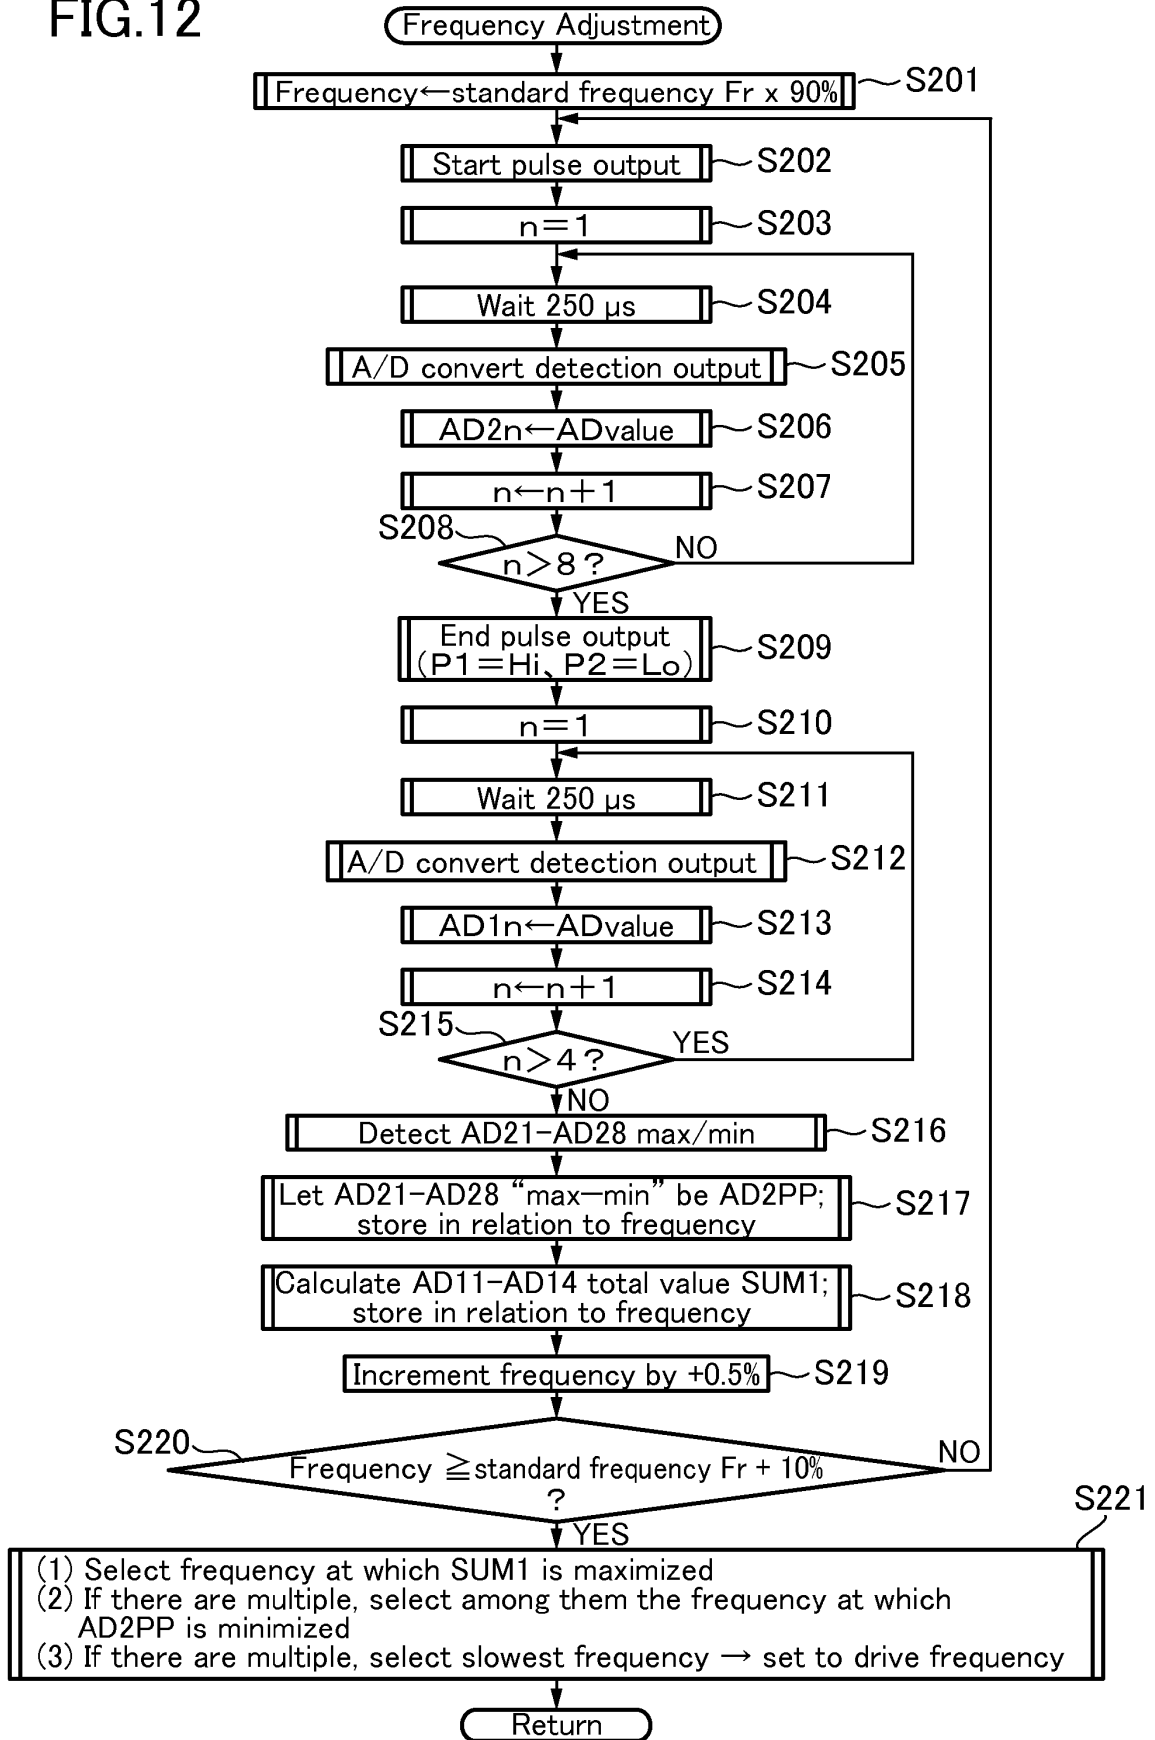 FIG.12
Frequency Adjustment
Frequency←standard frequency Fr x 90%
S201
Start pulse output
S202
n=1
S203
Wait 250 μs
S204
A/D convert detection output
S205
AD2n←ADvalue
S206
n←n+1
S207
S208
n>8?
NO
YES
End pulse output
(P1=Hi、P2=Lo)
S209
n=1
S210
Wait 250 μs
S211
A/D convert detection output
S212
AD1n←ADvalue
S213
n←n+1
S214
S215
n>4?
YES
NO
Detect AD21-AD28 max/min
S216
Let AD21-AD28 “max-min” be AD2PP;
store in relation to frequency
S217
Calculate AD11-AD14 total value SUM1;
store in relation to frequency
S218
Increment frequency by +0.5%
S219
S220
Frequency ≧standard frequency Fr + 10%
?
NO
YES
S221
(1) Select frequency at which SUM1 is maximized
(2) If there are multiple, select among them the frequency at which
AD2PP is minimized
(3) If there are multiple, select slowest frequency → set to drive frequency
Return